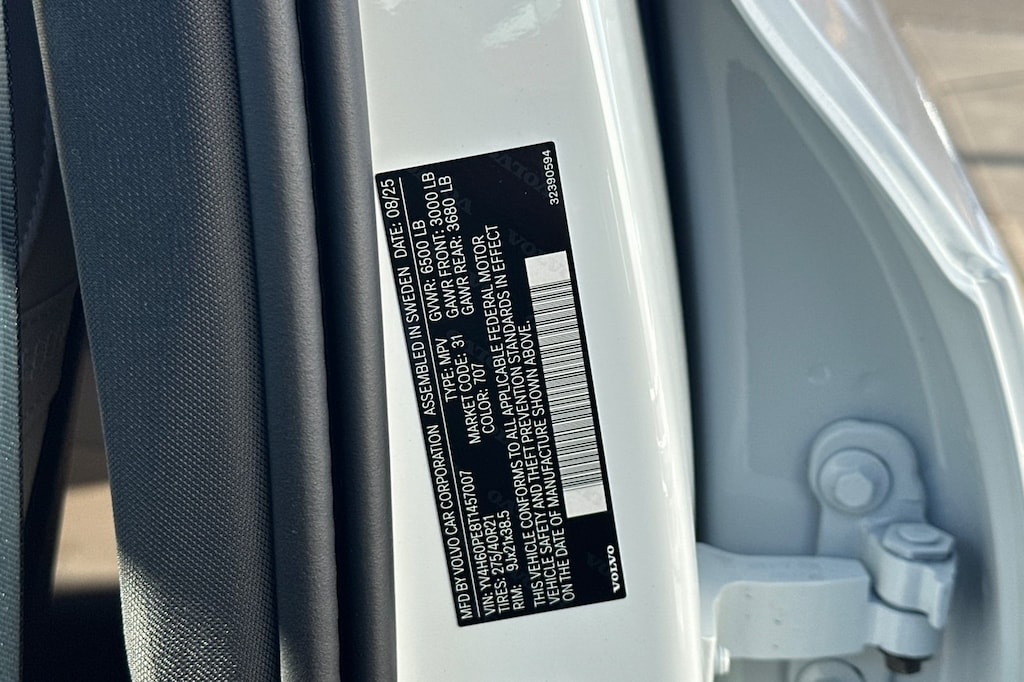 MFD BY VOLVO CAR CORPORATION ASSEMBLED IN SWEDEN DATE: 08/25
VIN: YV4H60PE8T1457007 TYPE: MPV GVWR: 6500 LB
TIRES: 275/40R21 MARKET CODE: 31 GAWR FRONT: 3000 LB
RIM: 9Jx21x38.5 COLOR: 707 GAWR REAR: 3680 LB
THIS VEHICLE CONFORMS TO ALL APPLICABLE FEDERAL MOTOR
VEHICLE SAFETY AND THEFT PREVENTION STANDARDS IN EFFECT
ON THE DATE OF MANUFACTURE SHOWN ABOVE.
VOLVO
32390594